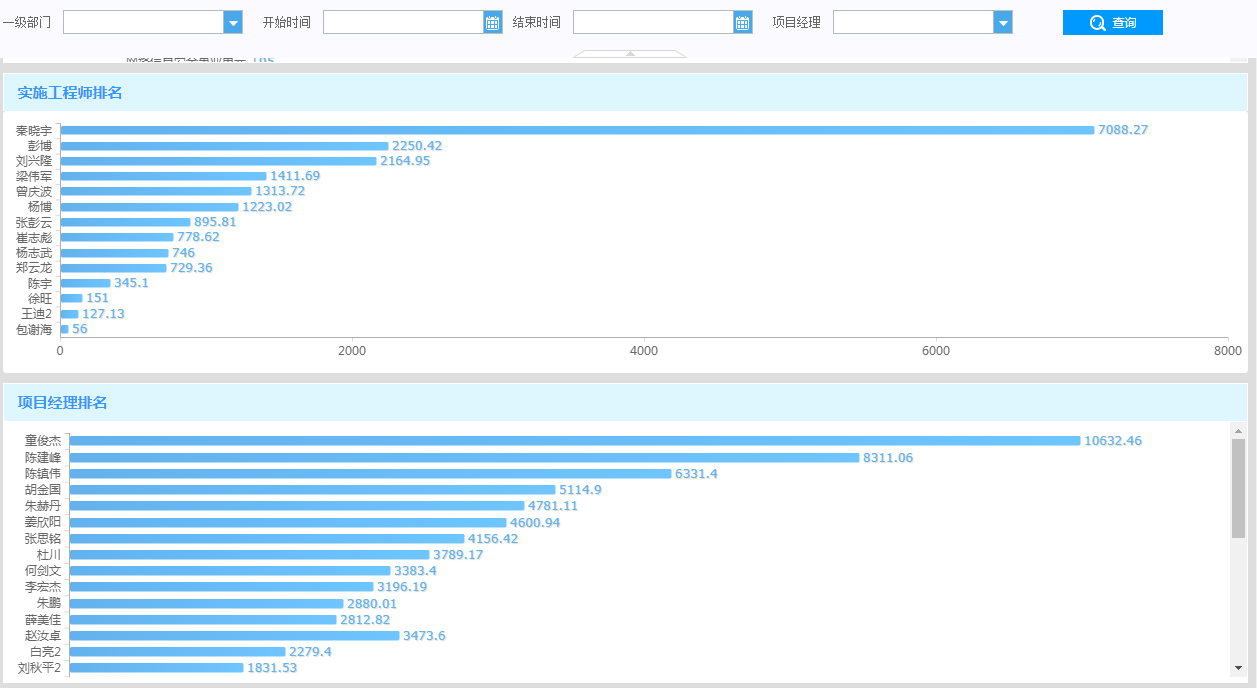 一级部门 开始时间 结束时间 项目经理 查询
实施工程师排名
秦晓宇 7088.27
彭博 2250.42
刘兴隆 2164.95
梁伟军 1411.69
曾庆波 1313.72
杨博 1223.02
张彭云 895.81
崔志彪 778.62
杨志武 746
郑云龙 729.36
陈宇 345.1
徐旺 151
王迪2 127.13
包谢海 56
0 2000 4000 6000 8000
项目经理排名
童俊杰 10632.46
陈建峰 8311.06
陈镇伟 6331.4
胡金国 5114.9
朱赫丹 4781.11
姜欣阳 4600.94
张思铭 4156.42
杜川 3789.17
何剑文 3383.4
李宏杰 3196.19
朱鹏 2880.01
薛美佳 2812.82
赵汝卓 3473.6
白亮2 2279.4
刘秋平2 1831.53